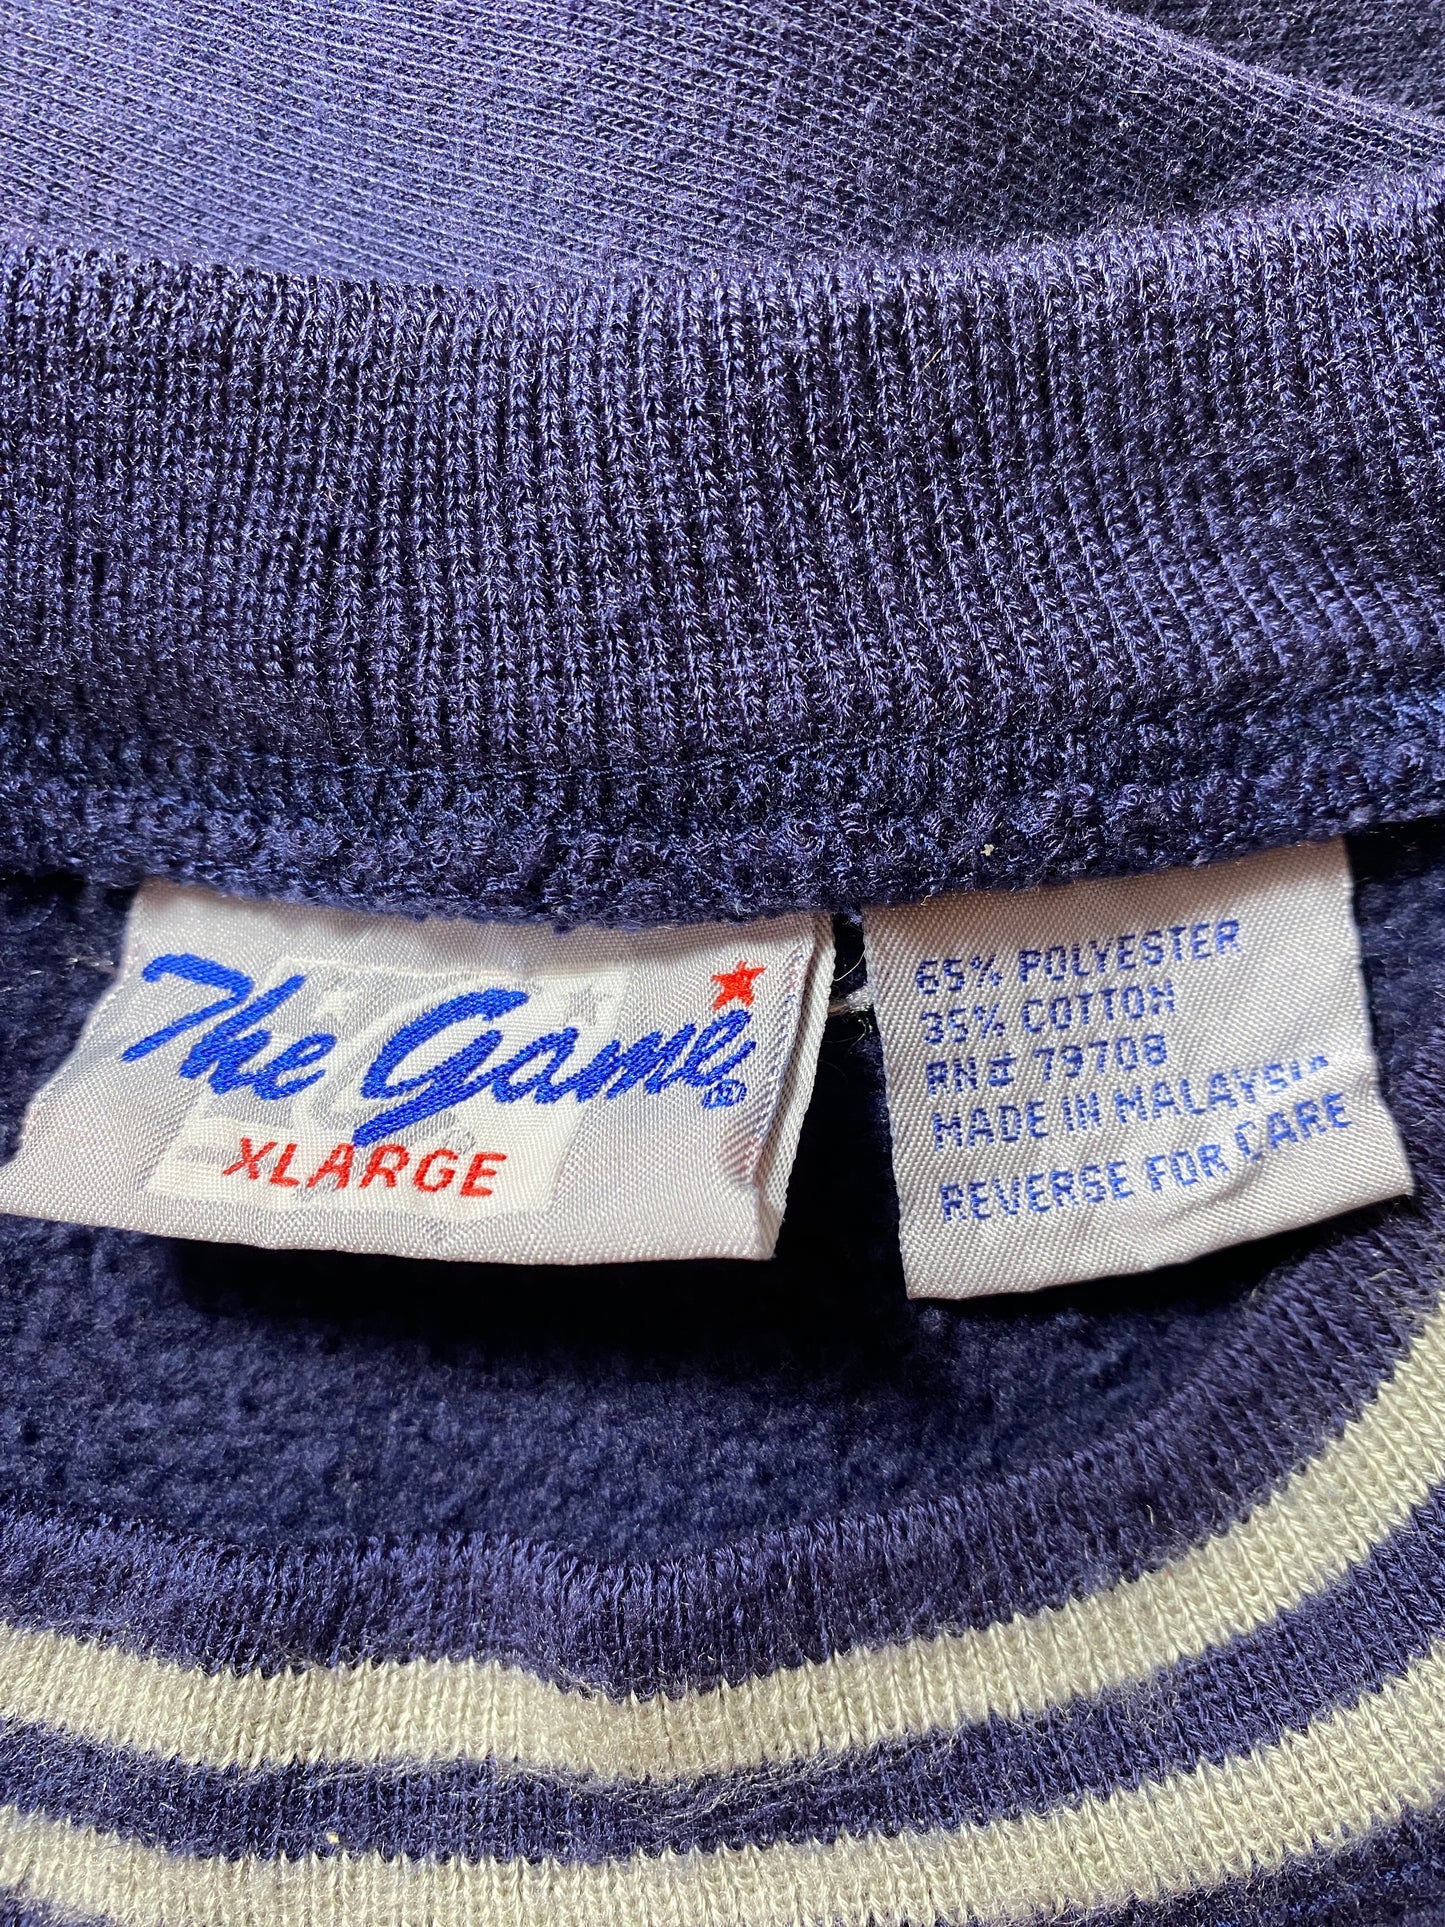 The Game®
XLARGE
65% POLYESTER
35% COTTON
RN# 79708
MADE IN MALAYSIA
REVERSE FOR CARE